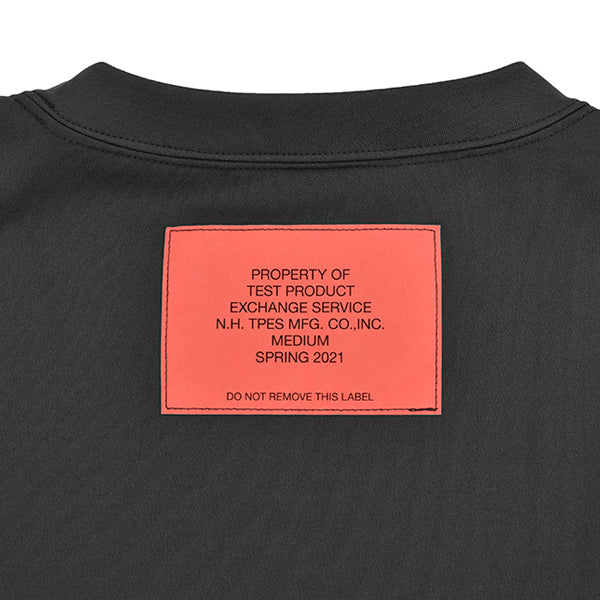 PROPERTY OF
TEST PRODUCT
EXCHANGE SERVICE
N.H. TPES MFG. CO.,INC.
MEDIUM
SPRING 2021
DO NOT REMOVE THIS LABEL